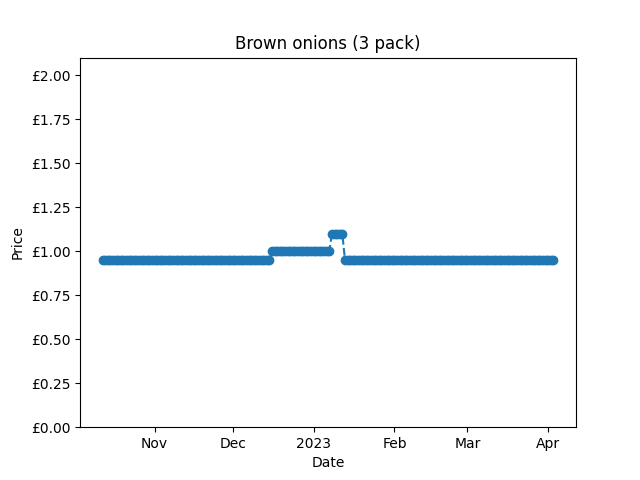 Brown onions (3 pack)
£2.00
£1.75
£1.50
£1.25
£1.00
£0.75
£0.50
£0.25
£0.00
Price
Nov Dec 2023 Feb Mar Apr
Date